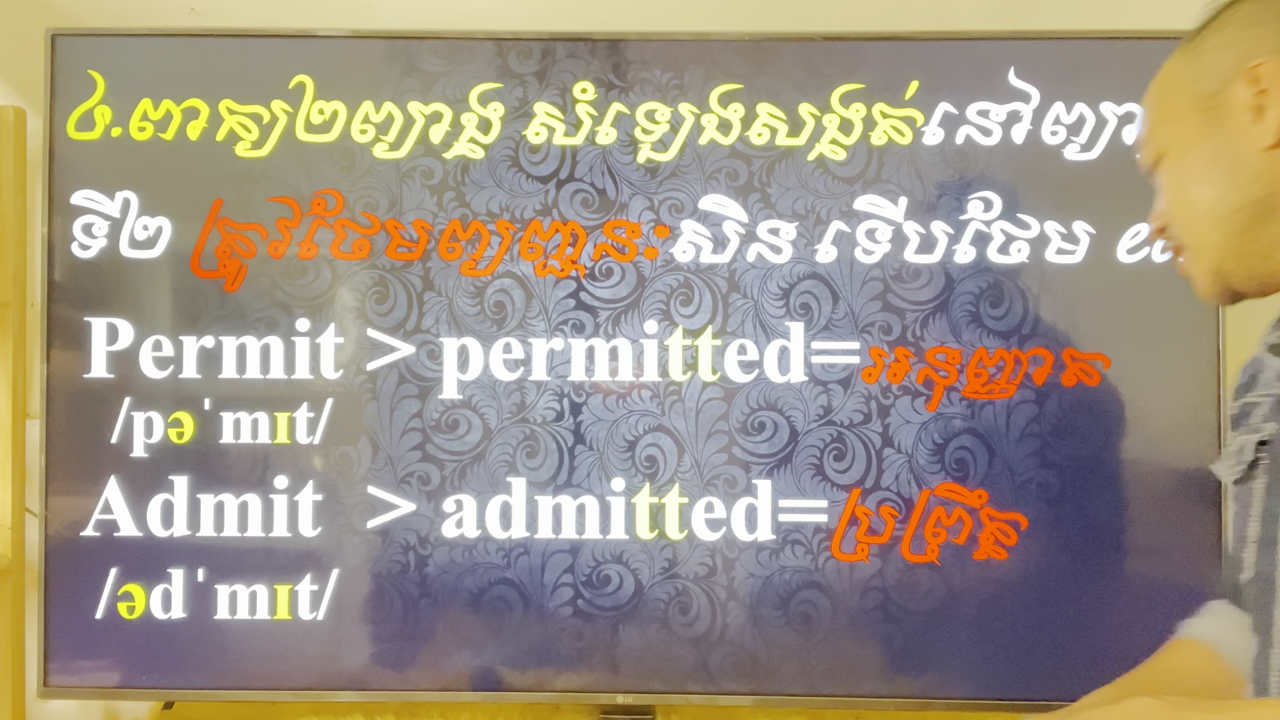 ៤.ពាក្យ២ព្យាង្គ សំឡេងសង្កត់នៅព្យា
ទី២ ត្រូវថែមព្យញ្ជនៈសិន ទើបថែម
Permit > permitted=អនុញ្ញាត
/pəˈmɪt/
Admit > admitted=ប្រព្រឹត្ត
/ədˈmɪt/
LG